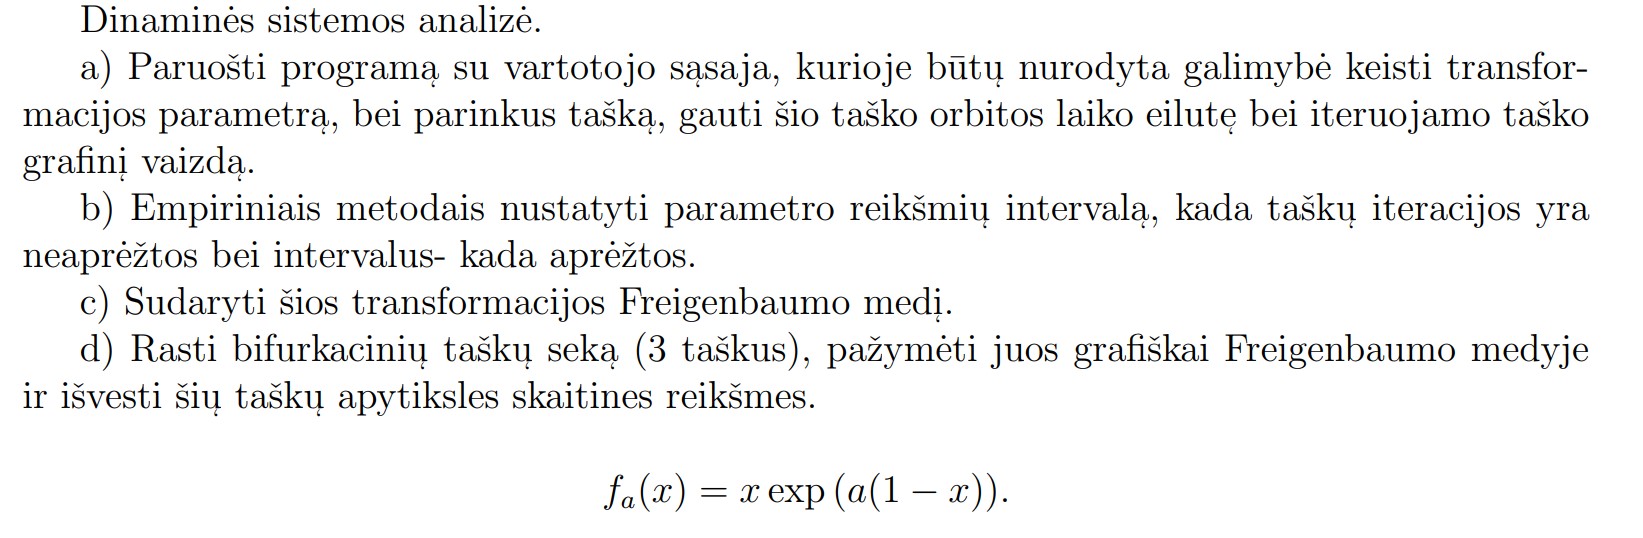 Dinaminės sistemos analizė.
a) Paruošti programą su vartotojo sąsaja, kurioje būtų nurodyta galimybė keisti transfor-
macijos parametrą, bei parinkus tašką, gauti šio taško orbitos laiko eilutę bei iteruojamo taško
grafinį vaizdą.
b) Empiriniais metodais nustatyti parametro reikšmių intervalą, kada taškų iteracijos yra
neaprėžtos bei intervalus- kada aprėžtos.
c) Sudaryti šios transformacijos Freigenbaumo medį.
d) Rasti bifurkacinių taškų seką (3 taškus), pažymėti juos grafiškai Freigenbaumo medyje
ir išvesti šių taškų apytiksles skaitines reikšmes.
fₐ(x) = x exp (a(1 − x)).